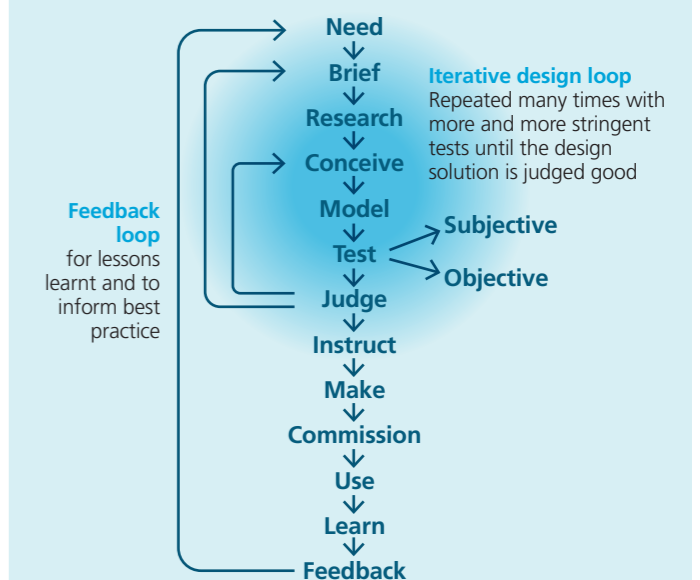 Need
Brief
Iterative design loop
Repeated many times with
more and more stringent
tests until the design
solution is judged good
Research
Conceive
Model
Feedback
loop
for lessons
learnt and to
inform best
practice
Test
Subjective
Objective
Judge
Instruct
Make
Commission
Use
Learn
Feedback